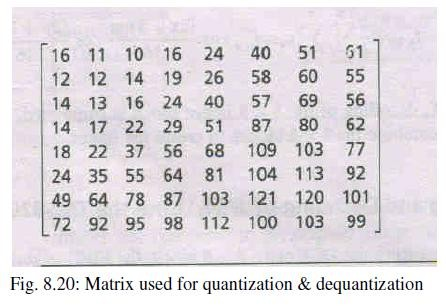 16 11 10 16 24 40 51 61
12 12 14 19 26 58 60 55
14 13 16 24 40 57 69 56
14 17 22 29 51 87 80 62
18 22 37 56 68 109 103 77
24 35 55 64 81 104 113 92
49 64 78 87 103 121 120 101
72 92 95 98 112 100 103 99
Fig. 8.20: Matrix used for quantization & dequantization